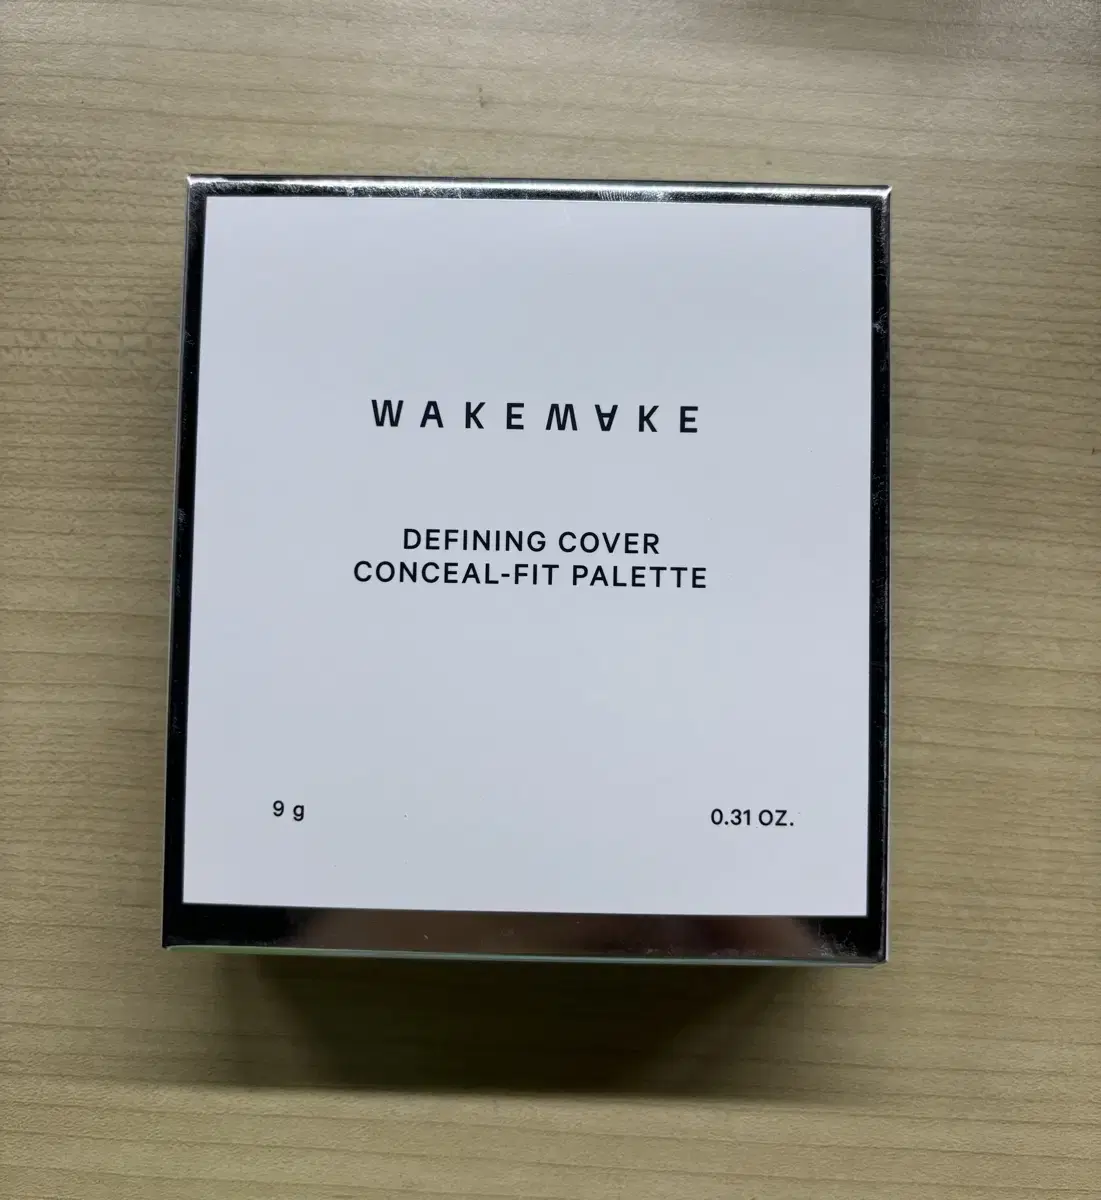 WAKEMAKE
DEFINING COVER
CONCEAL-FIT PALETTE
9 g
0.31 OZ.